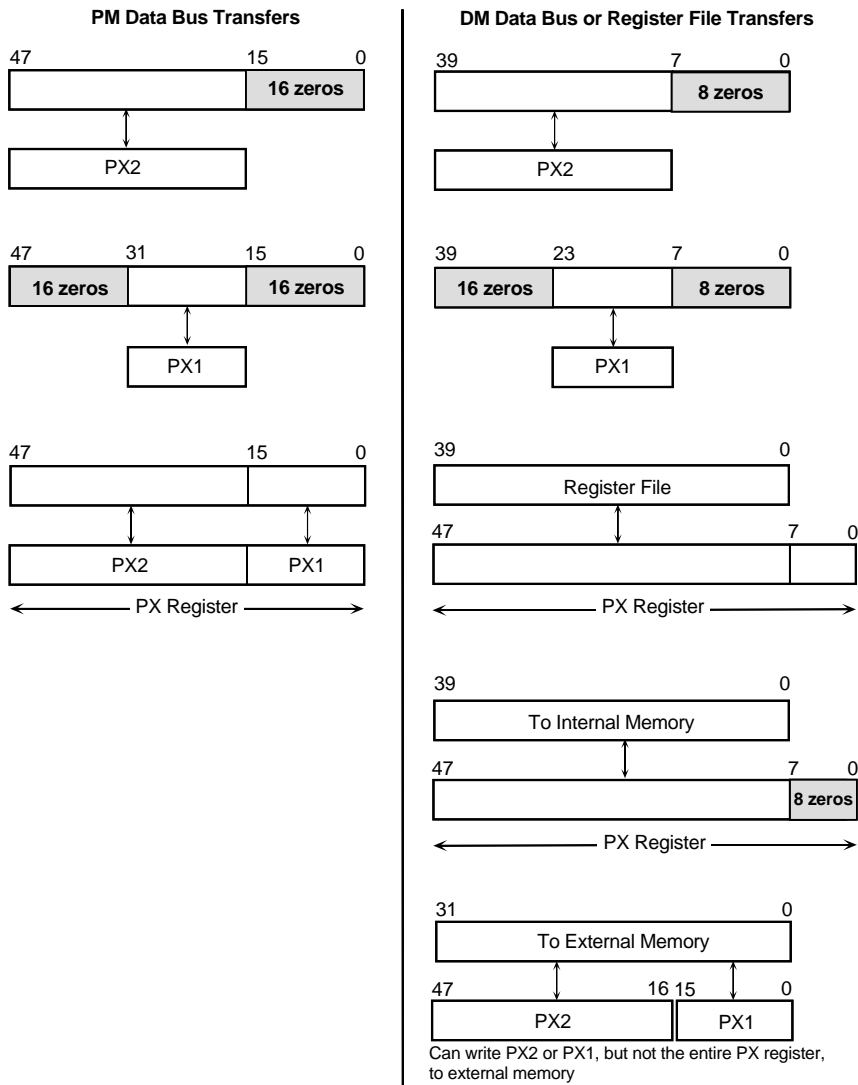 PM Data Bus Transfers
47 15 0
16 zeros
PX2
47 31 15 0
16 zeros 16 zeros
PX1
47 15 0
PX2 PX1
PX Register
DM Data Bus or Register File Transfers
39 7 0
8 zeros
PX2
39 23 7 0
16 zeros 8 zeros
PX1
39 0
Register File
47 7 0
PX Register
39 0
To Internal Memory
47 7 0
8 zeros
PX Register
31 0
To External Memory
47 16 15 0
PX2 PX1
Can write PX2 or PX1, but not the entire PX register,
to external memory